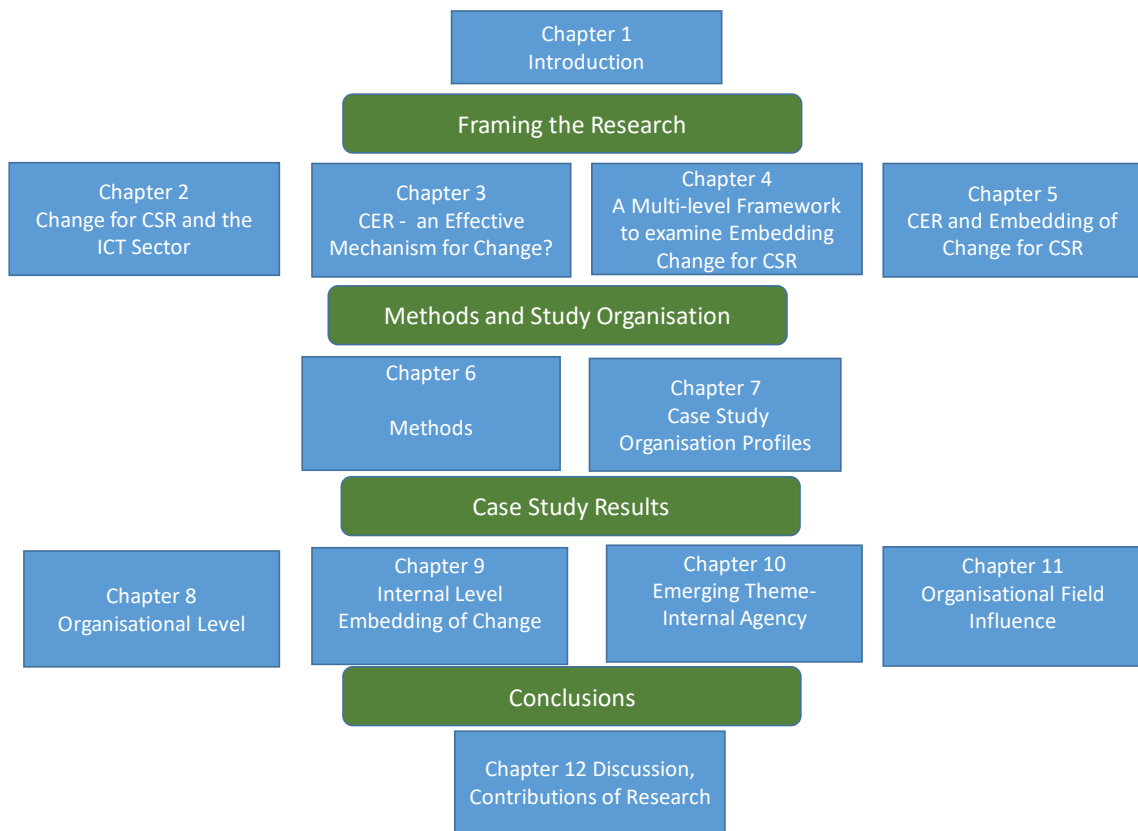 Chapter 1
Introduction
Framing the Research
Chapter 2
Change for CSR and the
ICT Sector
Chapter 3
CER - an Effective
Mechanism for Change?
Chapter 4
A Multi-level Framework
to examine Embedding
Change for CSR
Chapter 5
CER and Embedding of
Change for CSR
Methods and Study Organisation
Chapter 6
Methods
Chapter 7
Case Study
Organisation Profiles
Case Study Results
Chapter 8
Organisational Level
Chapter 9
Internal Level
Embedding of Change
Chapter 10
Emerging Theme-
Internal Agency
Chapter 11
Organisational Field
Influence
Conclusions
Chapter 12 Discussion,
Contributions of Research